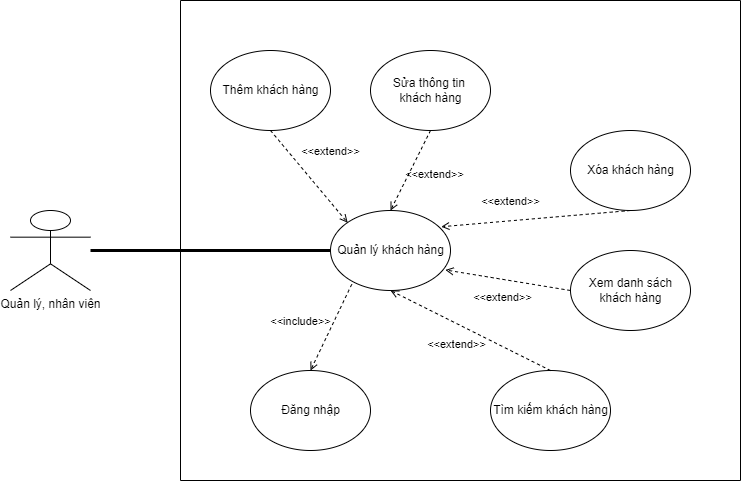 Thêm khách hàng
Sửa thông tin
khách hàng
<<extend>>
<<extend>>
Xóa khách hàng
<<extend>>
Quản lý khách hàng
Quản lý, nhân viên
Xem danh sách
khách hàng
<<extend>>
<<include>>
<<extend>>
Đăng nhập
Tìm kiếm khách hàng